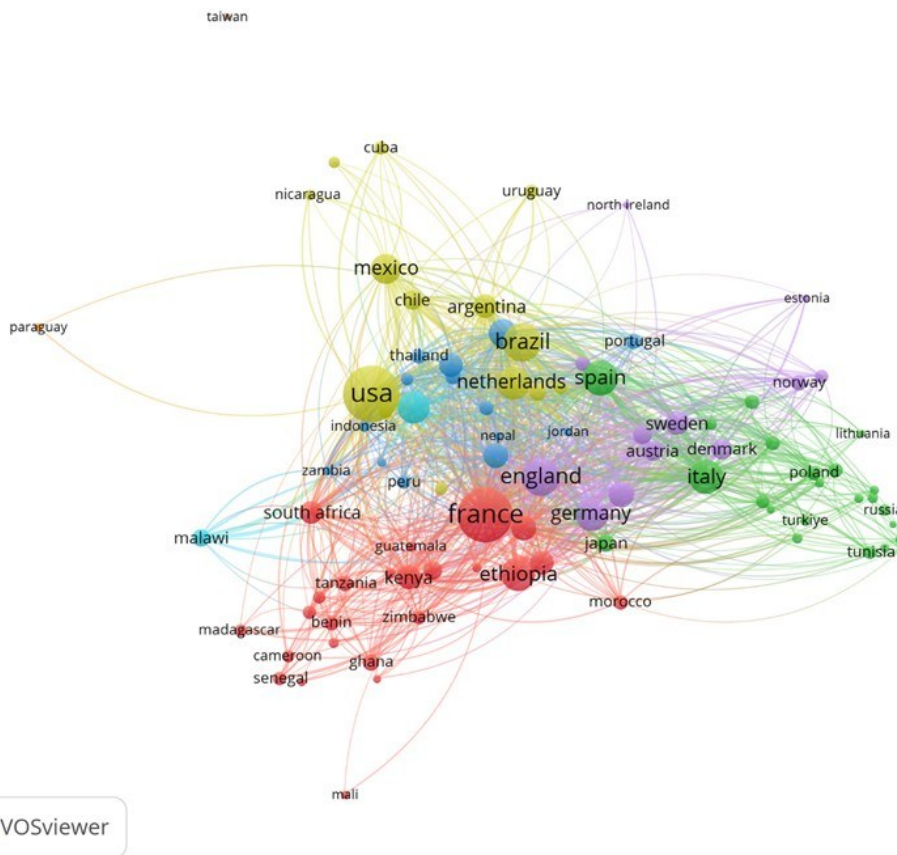 taiwan
cuba
nicaragua
uruguay
north ireland
mexico
estonia
chile
argentina
paraguay
brazil
portugal
thailand
netherlands
spain
norway
usa
indonesia
sweden
nepal
jordan
lithuania
austria
denmark
zambia
peru
england
italy
poland
south africa
france
germany
russia
turkiye
malawi
guatemala
japan
tunisia
tanzania
kenya
ethiopia
morocco
benin
zimbabwe
madagascar
cameroon
ghana
senegal
mali
VOSviewer